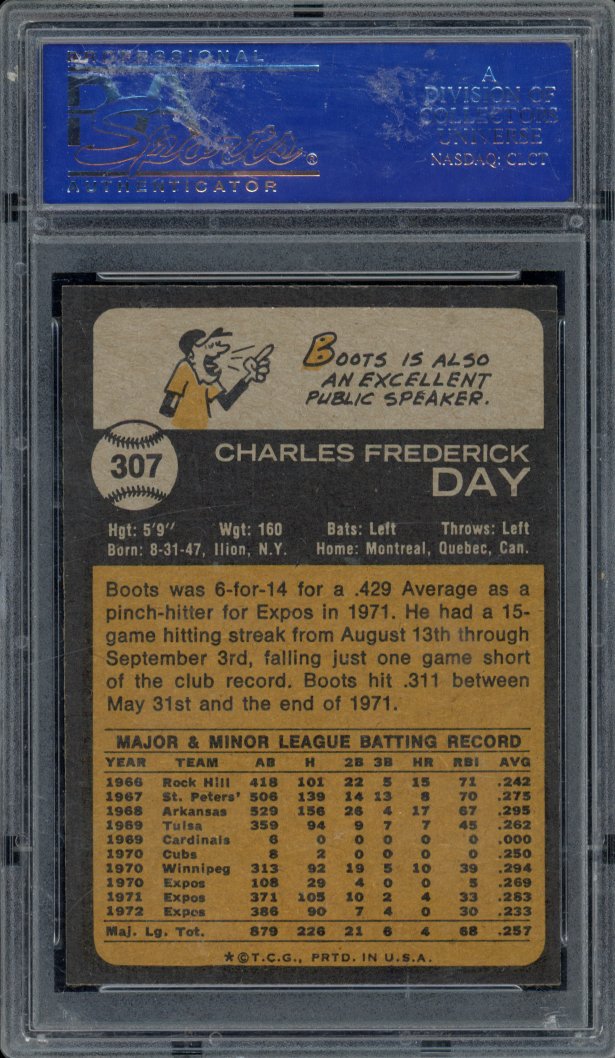 PROFESSIONAL
PSA
Sports®
AUTHENTICATOR
A
DIVISION OF
COLLECTORS
UNIVERSE
NASDAQ: CLCT
BOOTS IS ALSO
AN EXCELLENT
PUBLIC SPEAKER.
307
CHARLES FREDERICK
DAY
Hgt: 5'9" Wgt: 160 Bats: Left Throws: Left
Born: 8-31-47, Ilion, N.Y. Home: Montreal, Quebec, Can.
Boots was 6-for-14 for a .429 Average as a
pinch-hitter for Expos in 1971. He had a 15-
game hitting streak from August 13th through
September 3rd, falling just one game short
of the club record. Boots hit .311 between
May 31st and the end of 1971.
MAJOR & MINOR LEAGUE BATTING RECORD
YEAR TEAM AB H 2B 3B HR RBI AVG
1966 Rock Hill 418 101 22 5 15 71 .242
1967 St. Peters' 506 139 14 13 8 70 .275
1968 Arkansas 529 156 26 4 17 67 .295
1969 Tulsa 359 94 9 7 7 45 .262
1969 Cardinals 6 0 0 0 0 0 .000
1970 Cubs 8 2 0 0 0 0 .250
1970 Winnipeg 313 92 19 5 10 39 .294
1970 Expos 108 29 4 0 0 5 .269
1971 Expos 371 105 10 2 4 33 .283
1972 Expos 386 90 7 4 0 30 .233
Maj. Lg. Tot. 879 226 21 6 4 68 .257
*©T.C.G., PRTD. IN U.S.A.